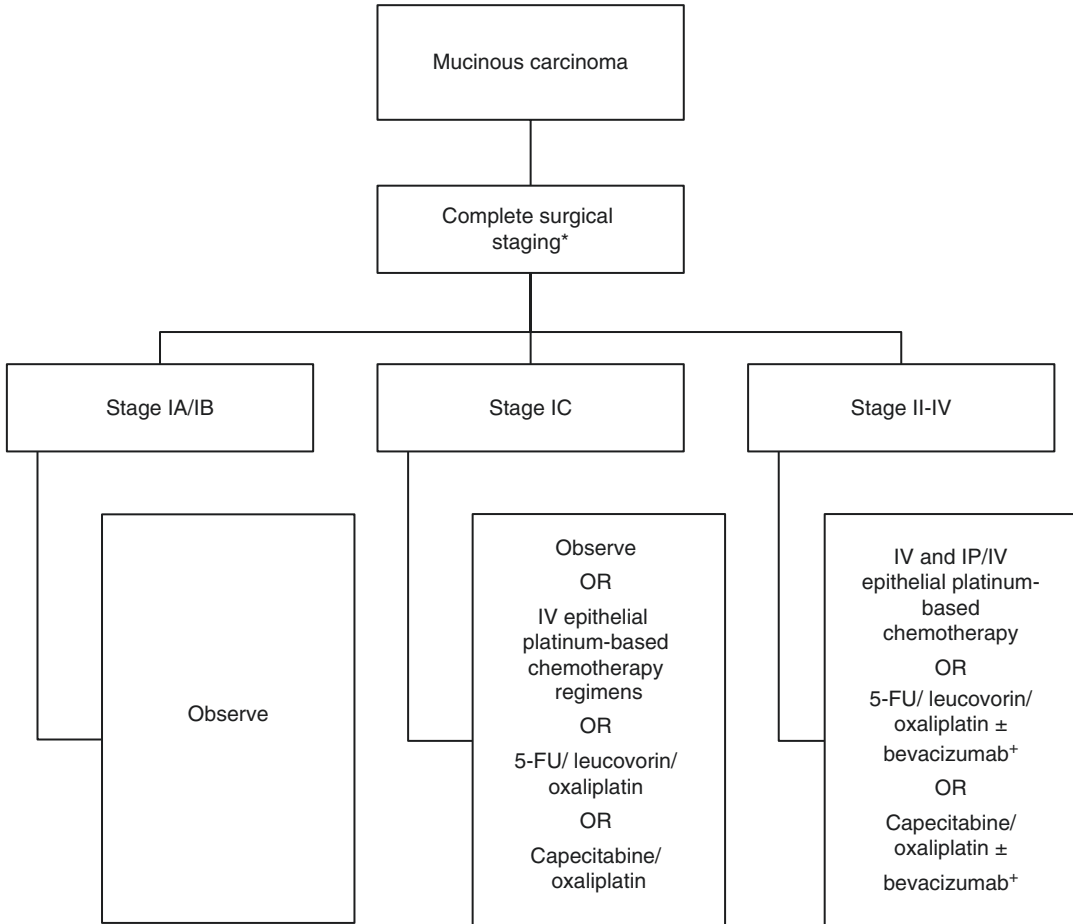 Mucinous carcinoma
Complete surgical
staging*
Stage IA/IB
Stage IC
Stage II-IV
Observe
Observe
OR
IV epithelial
platinum-based
chemotherapy
regimens
OR
5-FU/ leucovorin/
oxaliplatin
OR
Capecitabine/
oxaliplatin
IV and IP/IV
epithelial platinum-
based
chemotherapy
OR
5-FU/ leucovorin/
oxaliplatin ±
bevacizumab⁺
OR
Capecitabine/
oxaliplatin ±
bevacizumab⁺